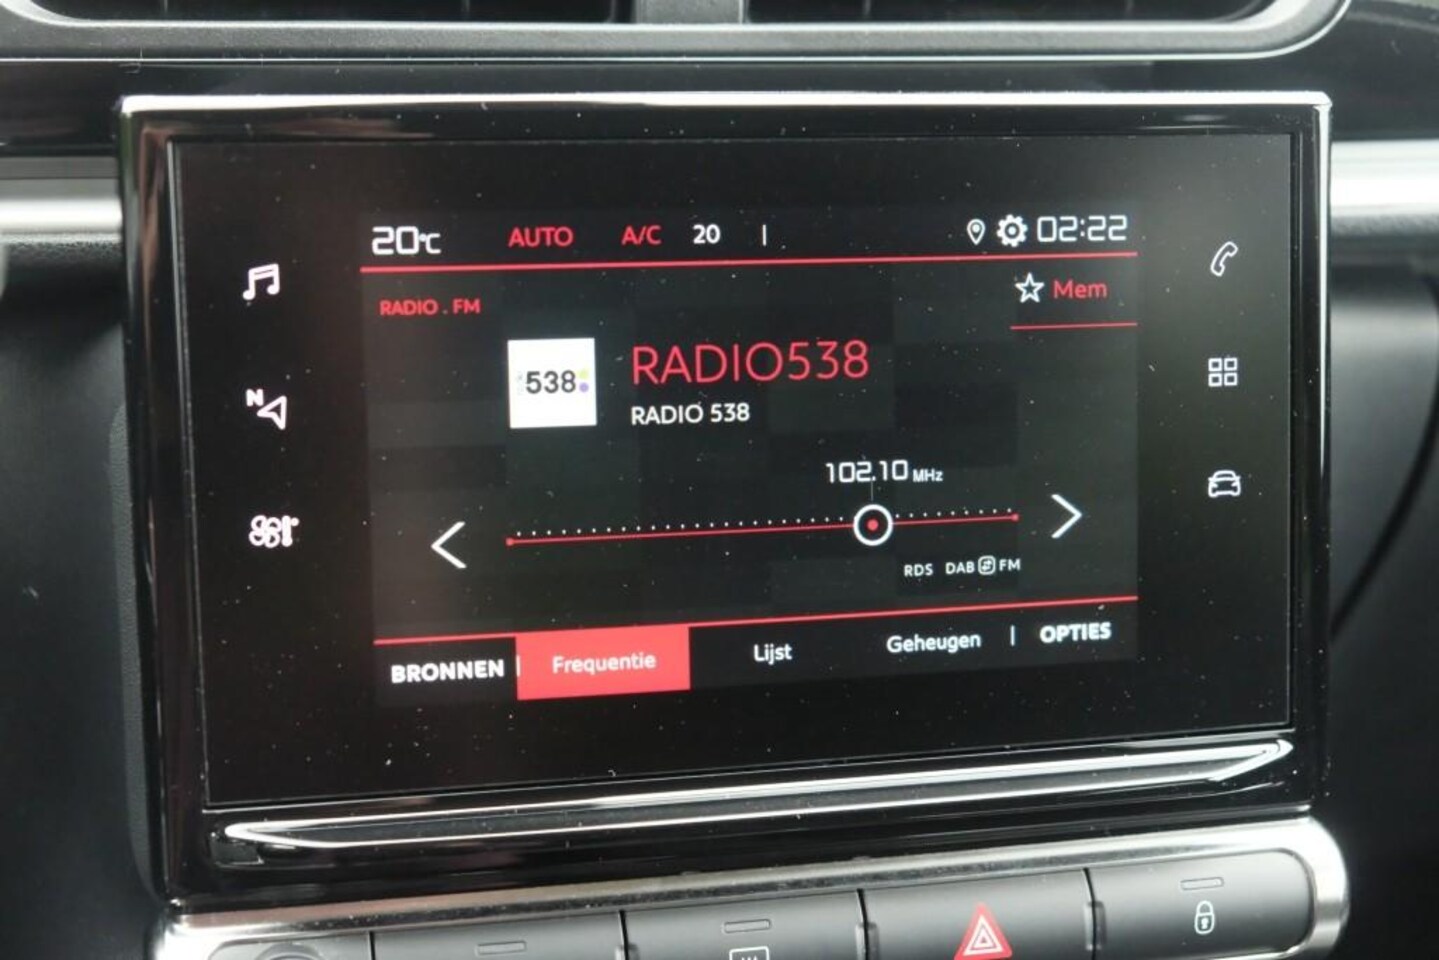 20°C AUTO A/C 20 | 02:22
RADIO . FM
Mem
538
RADIO538
RADIO 538
N
102.10 MHz
RDS DAB FM
BRONNEN | Frequentie Lijst Geheugen | OPTIES